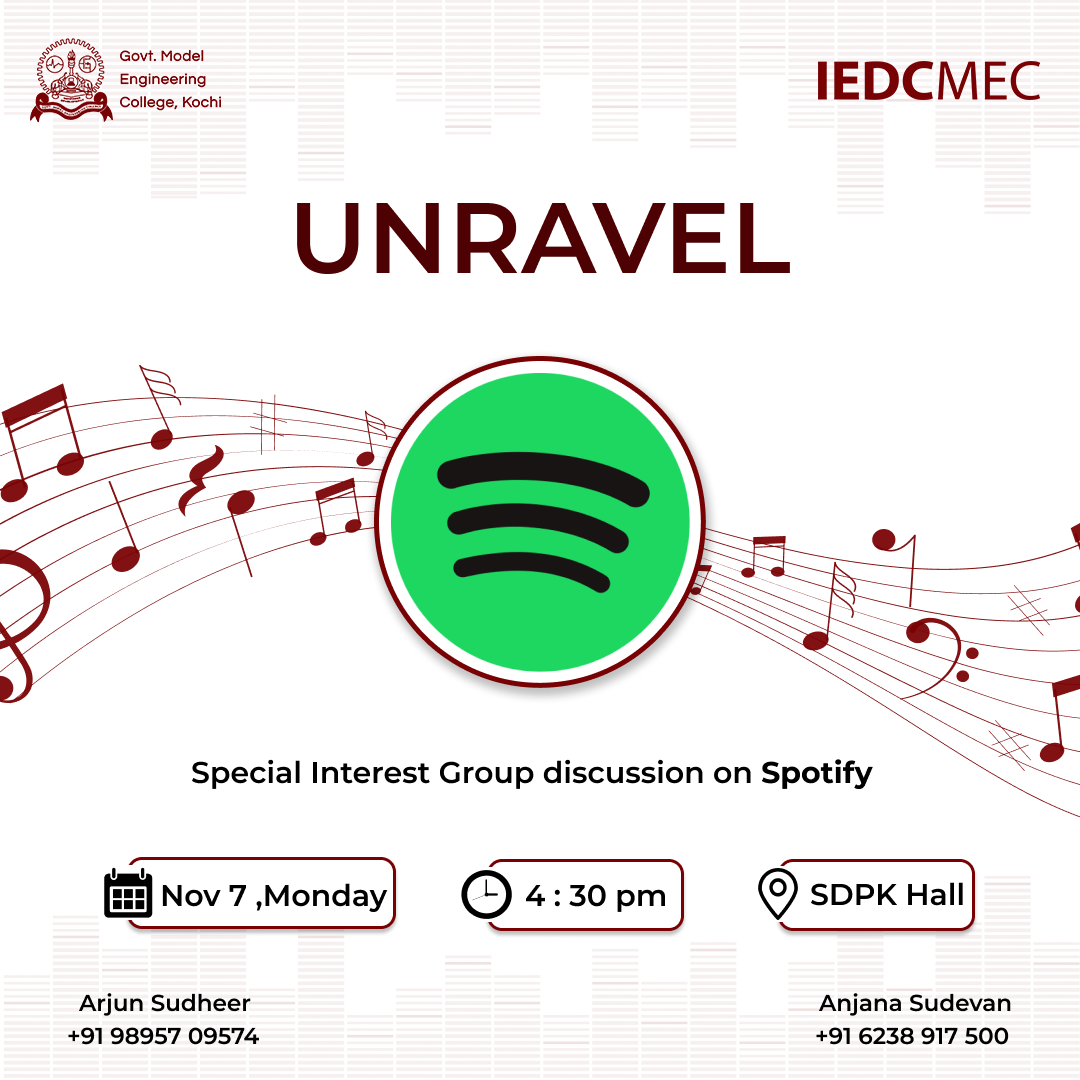 Govt. Model
Engineering
College, Kochi
IEDCMEC
UNRAVEL
Special Interest Group discussion on Spotify
Nov 7 ,Monday
4 : 30 pm
SDPK Hall
Arjun Sudheer
+91 98957 09574
Anjana Sudevan
+91 6238 917 500